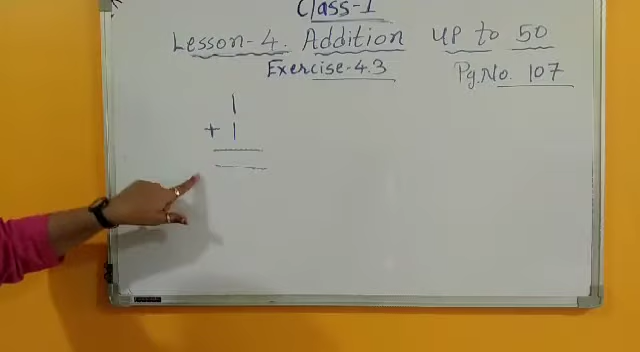 Class-1
Lesson-4. Addition up to 50
Exercise-4.3
Pg.No. 107
1
+ 1